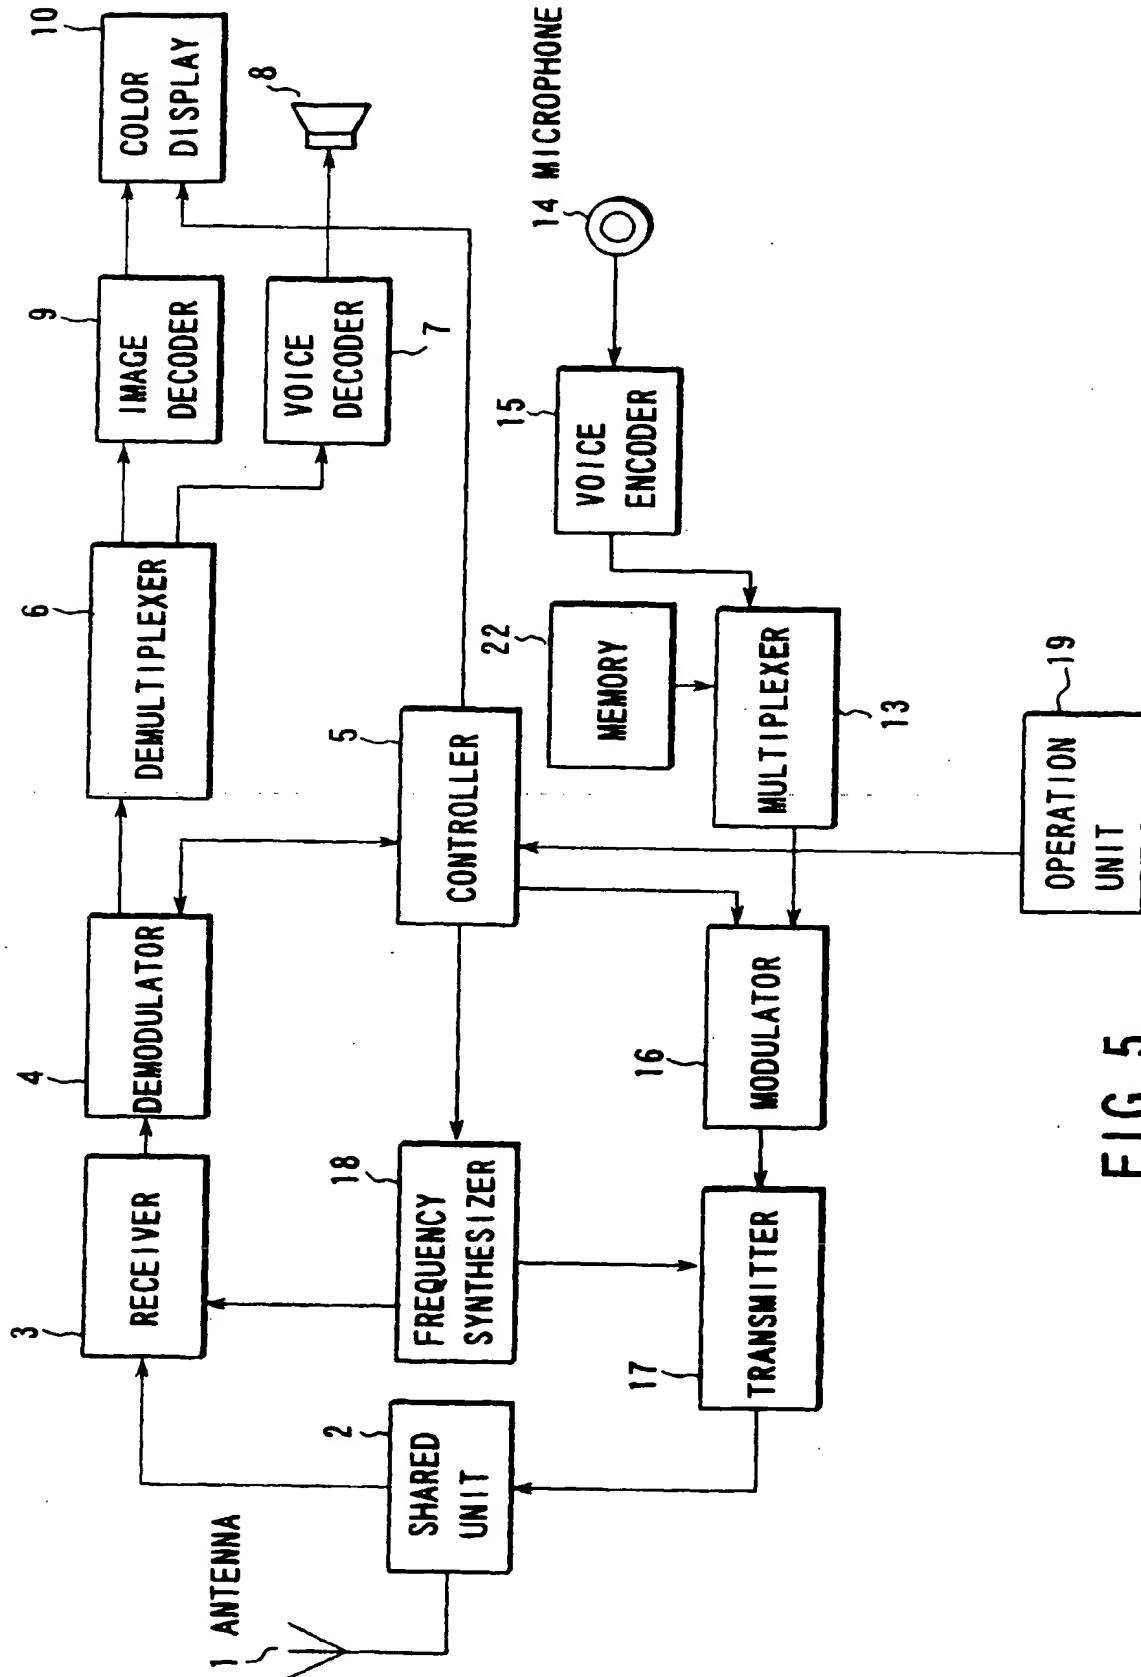 1 ANTENNA
2
SHARED
UNIT
3
RECEIVER
4
DEMODULATOR
6
DEMULTIPLEXER
9
IMAGE
DECODER
10
COLOR
DISPLAY
VOICE
DECODER
7
8
18
FREQUENCY
SYNTHESIZER
5
CONTROLLER
17
TRANSMITTER
16
MODULATOR
22
MEMORY
MULTIPLEXER
13
15
VOICE
ENCODER
14 MICROPHONE
OPERATION
UNIT
19
FIG. 5